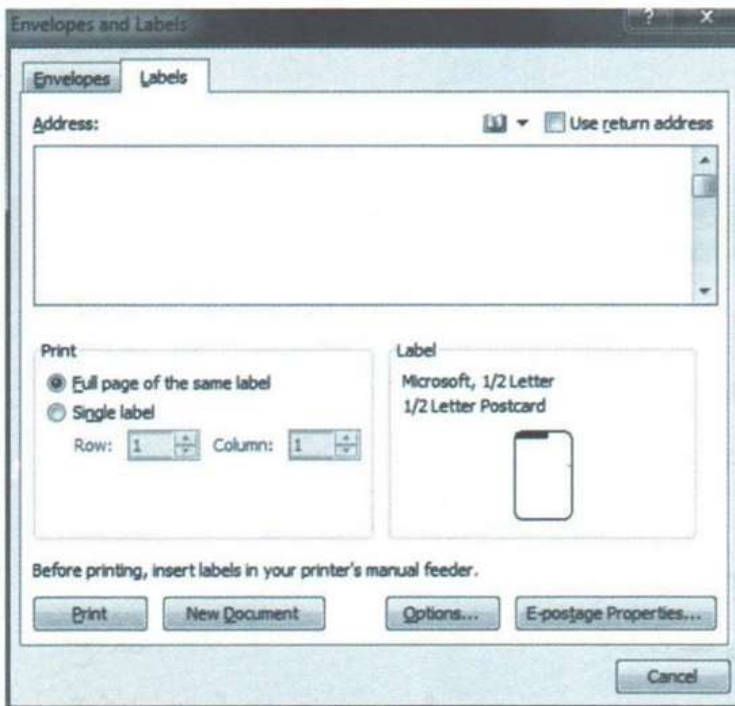 Envelopes and Labels
? X
Envelopes Labels
Address: Use return address
Print
Full page of the same label
Single label
Row: 1 Column: 1
Label
Microsoft, 1/2 Letter
1/2 Letter Postcard
Before printing, insert labels in your printer's manual feeder.
Print New Document Options... E-postage Properties...
Cancel